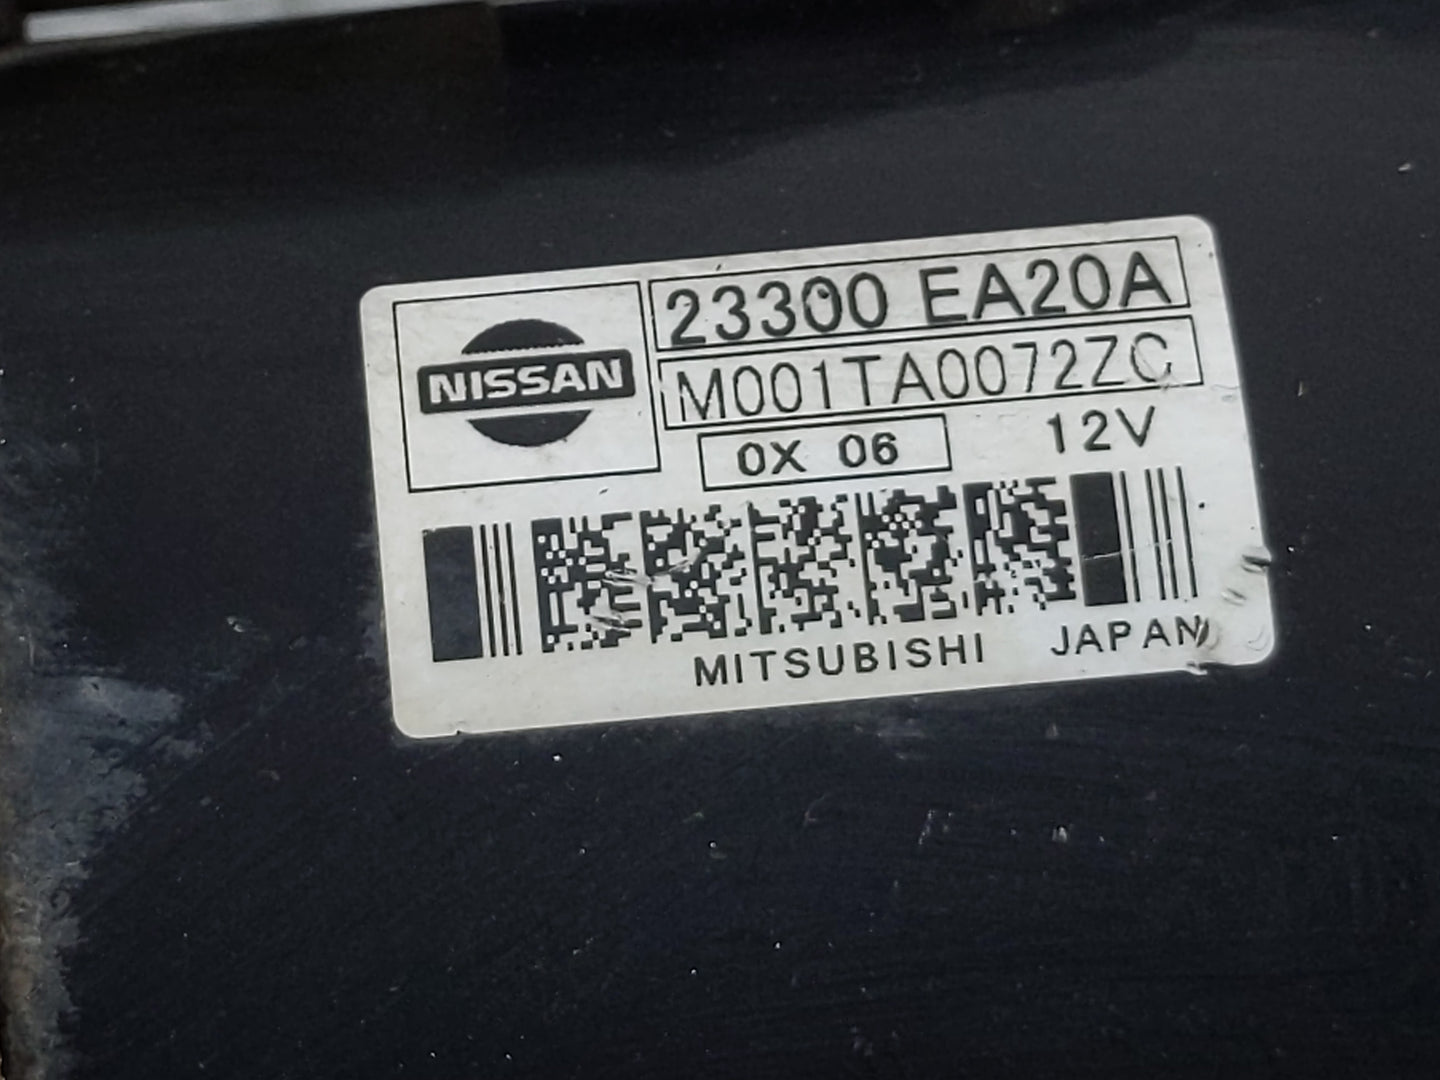 NISSAN
23300 EA20A
M001TA0072ZC
0X 06
12V
MITSUBISHI JAPAN